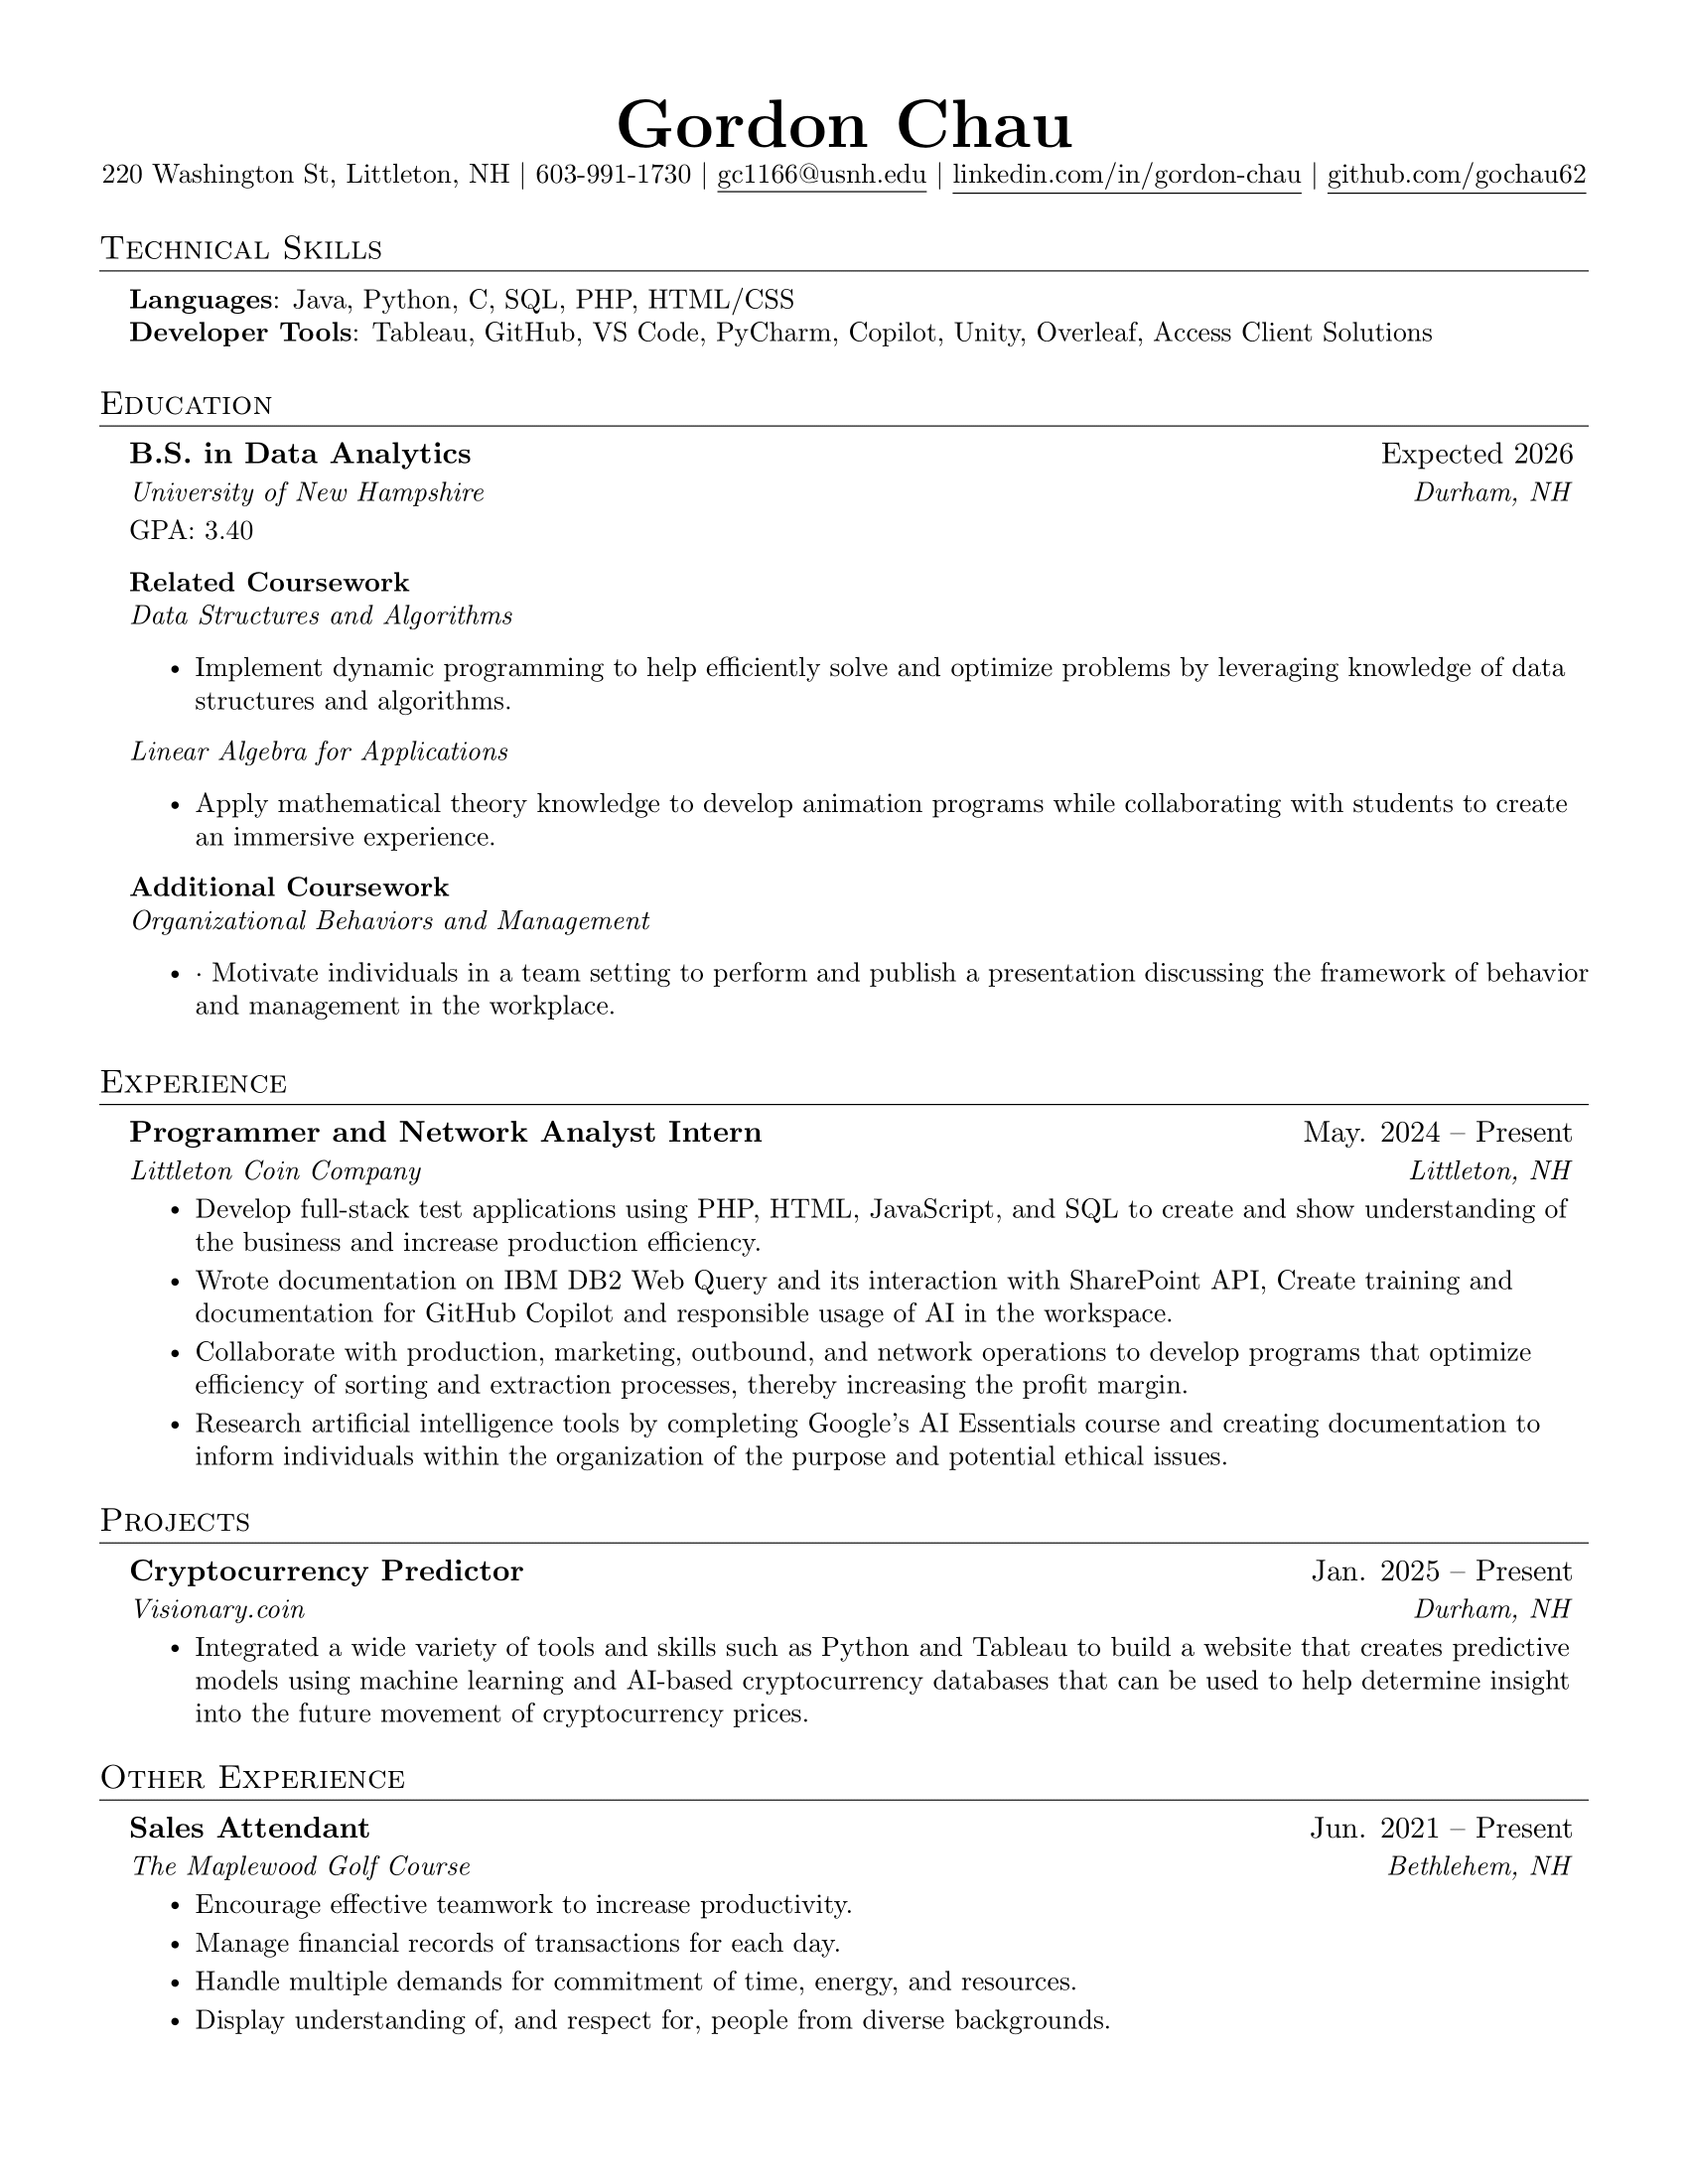 Gordon Chau
220 Washington St, Littleton, NH | 603-991-1730 | gc1166@usnh.edu | linkedin.com/in/gordon-chau | github.com/gochau62
Technical Skills
Languages: Java, Python, C, SQL, PHP, HTML/CSS
Developer Tools: Tableau, GitHub, VS Code, PyCharm, Copilot, Unity, Overleaf, Access Client Solutions
Education
B.S. in Data Analytics Expected 2026
University of New Hampshire Durham, NH
GPA: 3.40
Related Coursework
Data Structures and Algorithms
• Implement dynamic programming to help efficiently solve and optimize problems by leveraging knowledge of data
structures and algorithms.
Linear Algebra for Applications
• Apply mathematical theory knowledge to develop animation programs while collaborating with students to create
an immersive experience.
Additional Coursework
Organizational Behaviors and Management
• · Motivate individuals in a team setting to perform and publish a presentation discussing the framework of behavior
and management in the workplace.
Experience
Programmer and Network Analyst Intern May. 2024 – Present
Littleton Coin Company Littleton, NH
• Develop full-stack test applications using PHP, HTML, JavaScript, and SQL to create and show understanding of
the business and increase production efficiency.
• Wrote documentation on IBM DB2 Web Query and its interaction with SharePoint API, Create training and
documentation for GitHub Copilot and responsible usage of AI in the workspace.
• Collaborate with production, marketing, outbound, and network operations to develop programs that optimize
efficiency of sorting and extraction processes, thereby increasing the profit margin.
• Research artificial intelligence tools by completing Google's AI Essentials course and creating documentation to
inform individuals within the organization of the purpose and potential ethical issues.
Projects
Cryptocurrency Predictor Jan. 2025 – Present
Visionary.coin Durham, NH
• Integrated a wide variety of tools and skills such as Python and Tableau to build a website that creates predictive
models using machine learning and AI-based cryptocurrency databases that can be used to help determine insight
into the future movement of cryptocurrency prices.
Other Experience
Sales Attendant Jun. 2021 – Present
The Maplewood Golf Course Bethlehem, NH
• Encourage effective teamwork to increase productivity.
• Manage financial records of transactions for each day.
• Handle multiple demands for commitment of time, energy, and resources.
• Display understanding of, and respect for, people from diverse backgrounds.